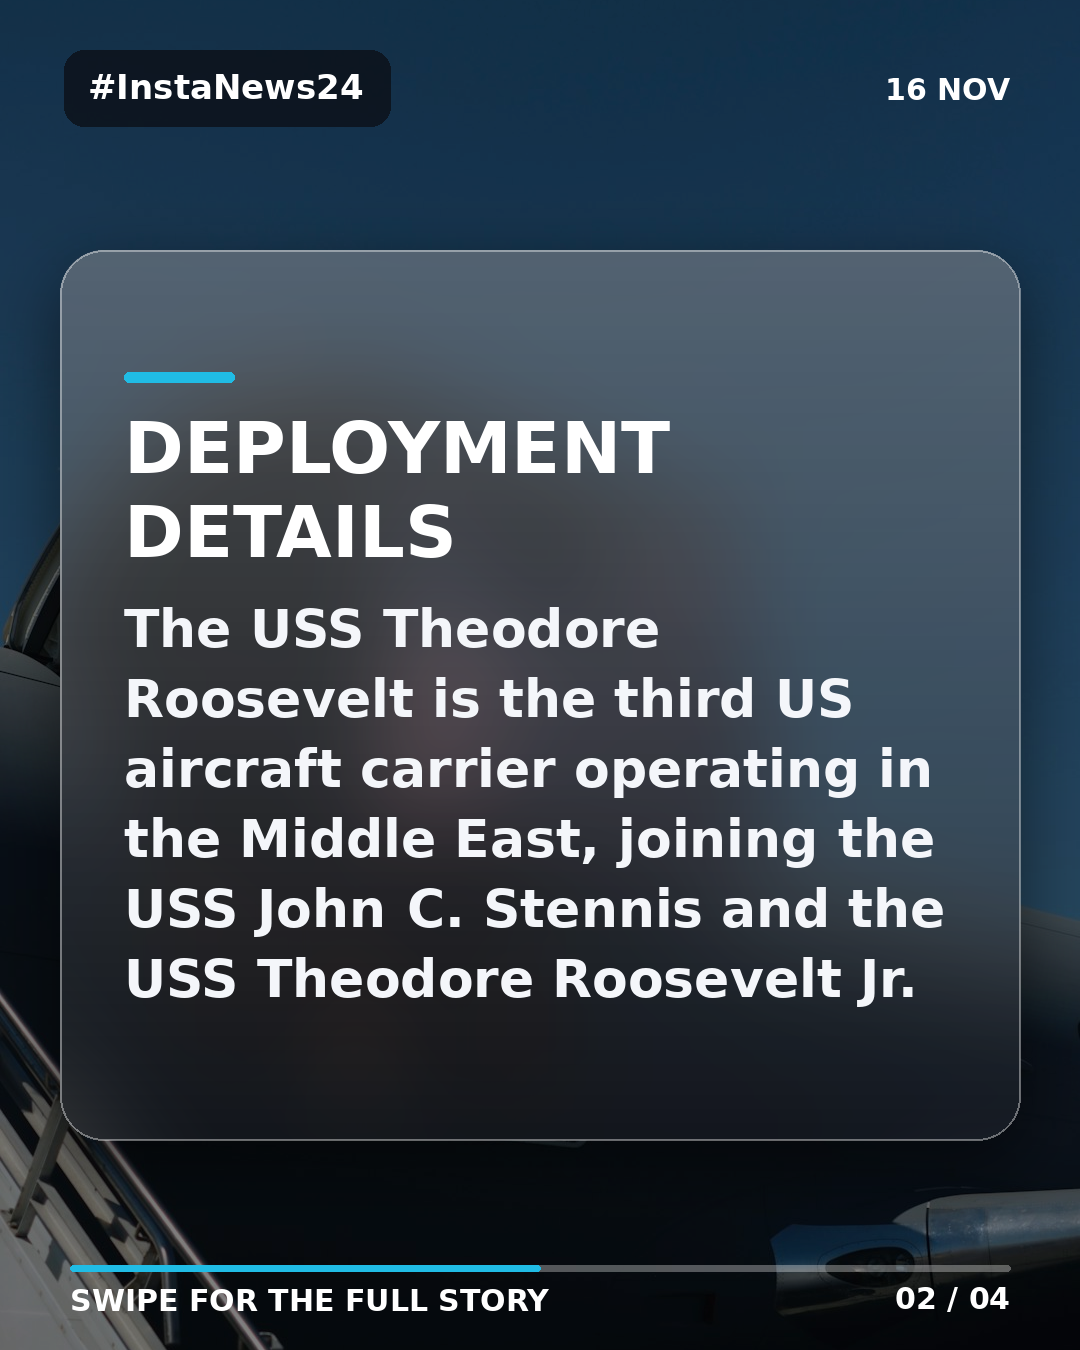 #InstaNews24
16 NOV
DEPLOYMENT
DETAILS
The USS Theodore
Roosevelt is the third US
aircraft carrier operating in
the Middle East, joining the
USS John C. Stennis and the
USS Theodore Roosevelt Jr.
SWIPE FOR THE FULL STORY
02 / 04